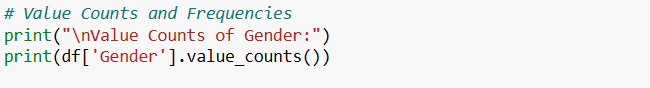 # Value Counts and Frequencies
print("\nValue Counts of Gender:")
print(df['Gender'].value_counts())